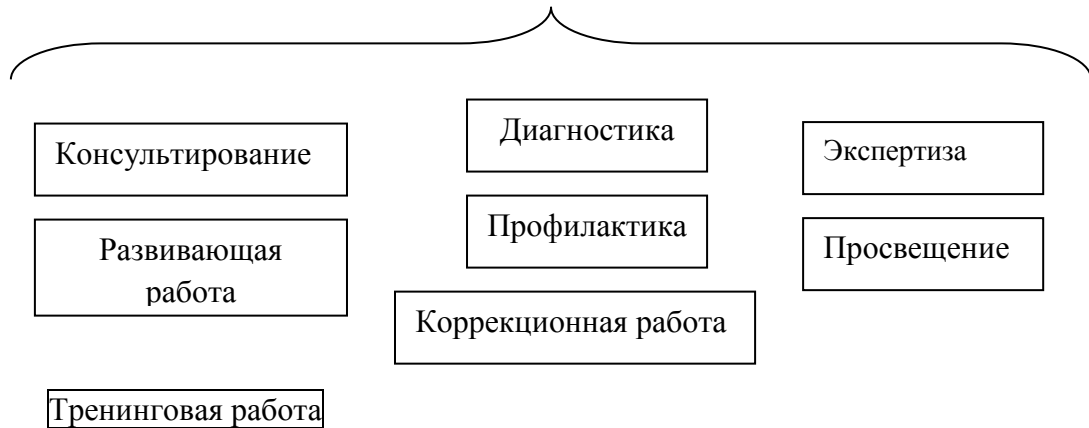 Консультирование
Диагностика
Экспертиза
Развивающая
работа
Профилактика
Просвещение
Коррекционная работа
Тренинговая работа